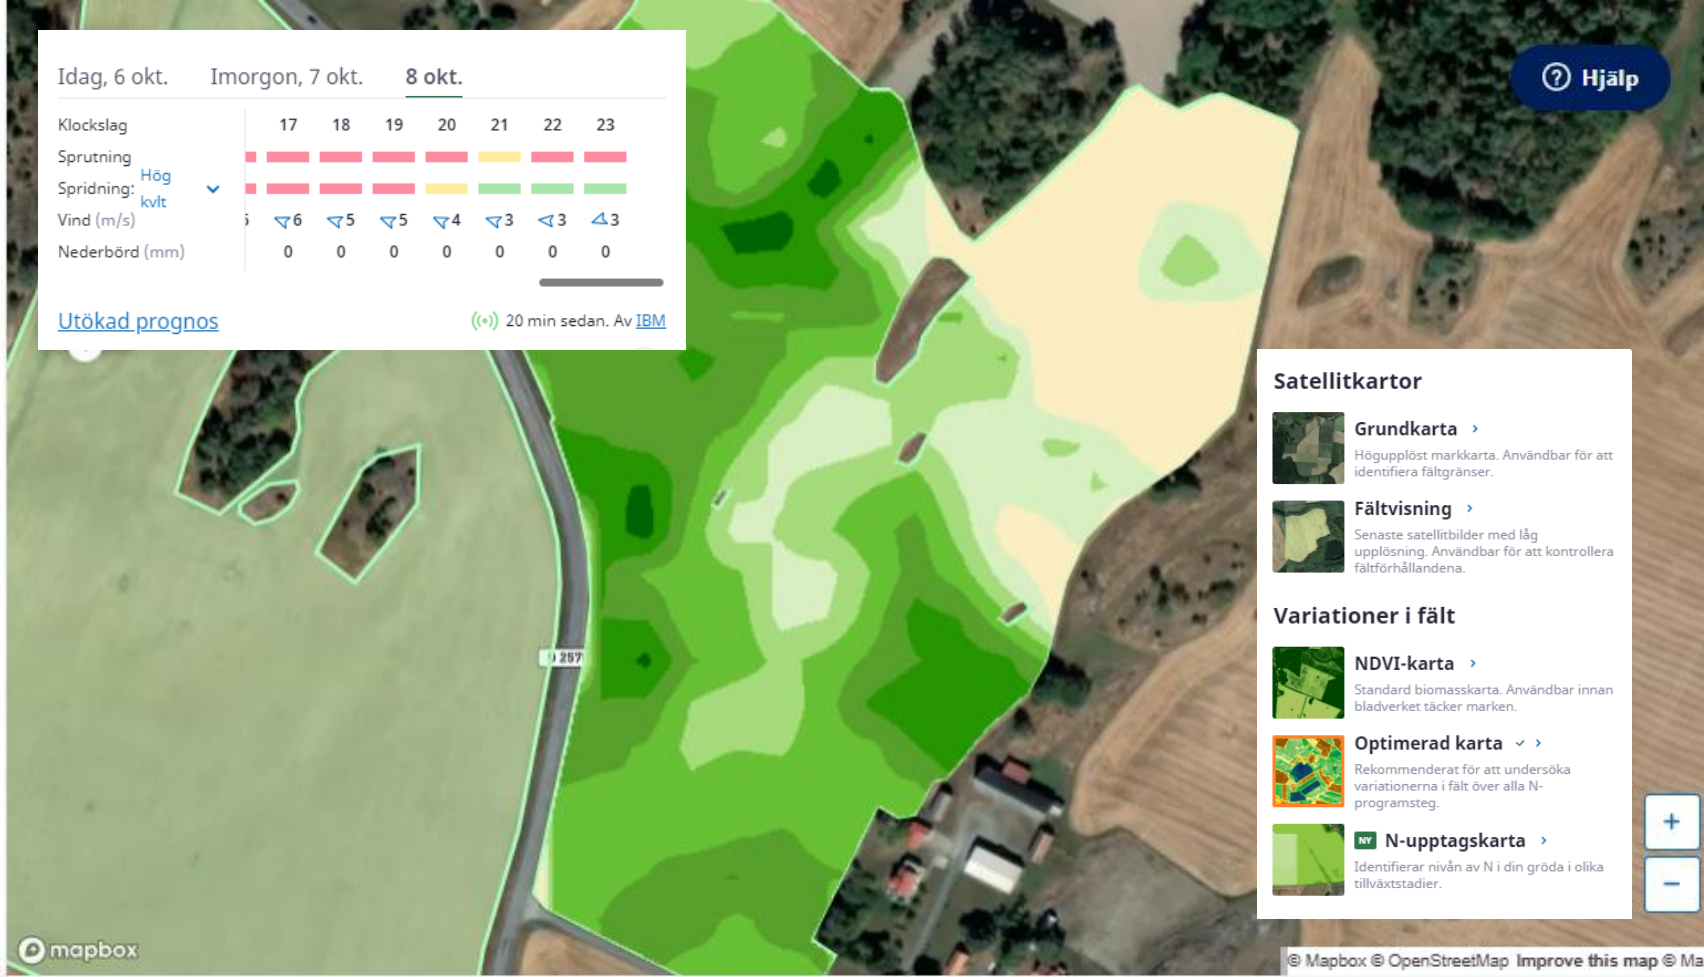 Idag, 6 okt. Imorgon, 7 okt. 8 okt.
Klockslag 17 18 19 20 21 22 23
Sprutning
Spridning: Hög kvlt
Vind (m/s) 6 5 5 4 3 3 3
Nederbörd (mm) 0 0 0 0 0 0 0
Utökad prognos
20 min sedan. Av IBM
Hjälp
Satellitkartor
Grundkarta
Högupplöst markkarta. Användbar för att
identifiera fältgränser.
Fältvisning
Senaste satellitbilder med låg
upplösning. Användbar för att kontrollera
fältförhållandena.
Variationer i fält
NDVI-karta
Standard biomasskarta. Användbar innan
bladverket täcker marken.
Optimerad karta
Rekommenderat för att undersöka
variationerna i fält över alla N-
programsteg.
NY N-upptagskarta
Identifierar nivån av N i din gröda i olika
tillväxtstadier.
257
+
−
mapbox
© Mapbox © OpenStreetMap Improve this map © Ma